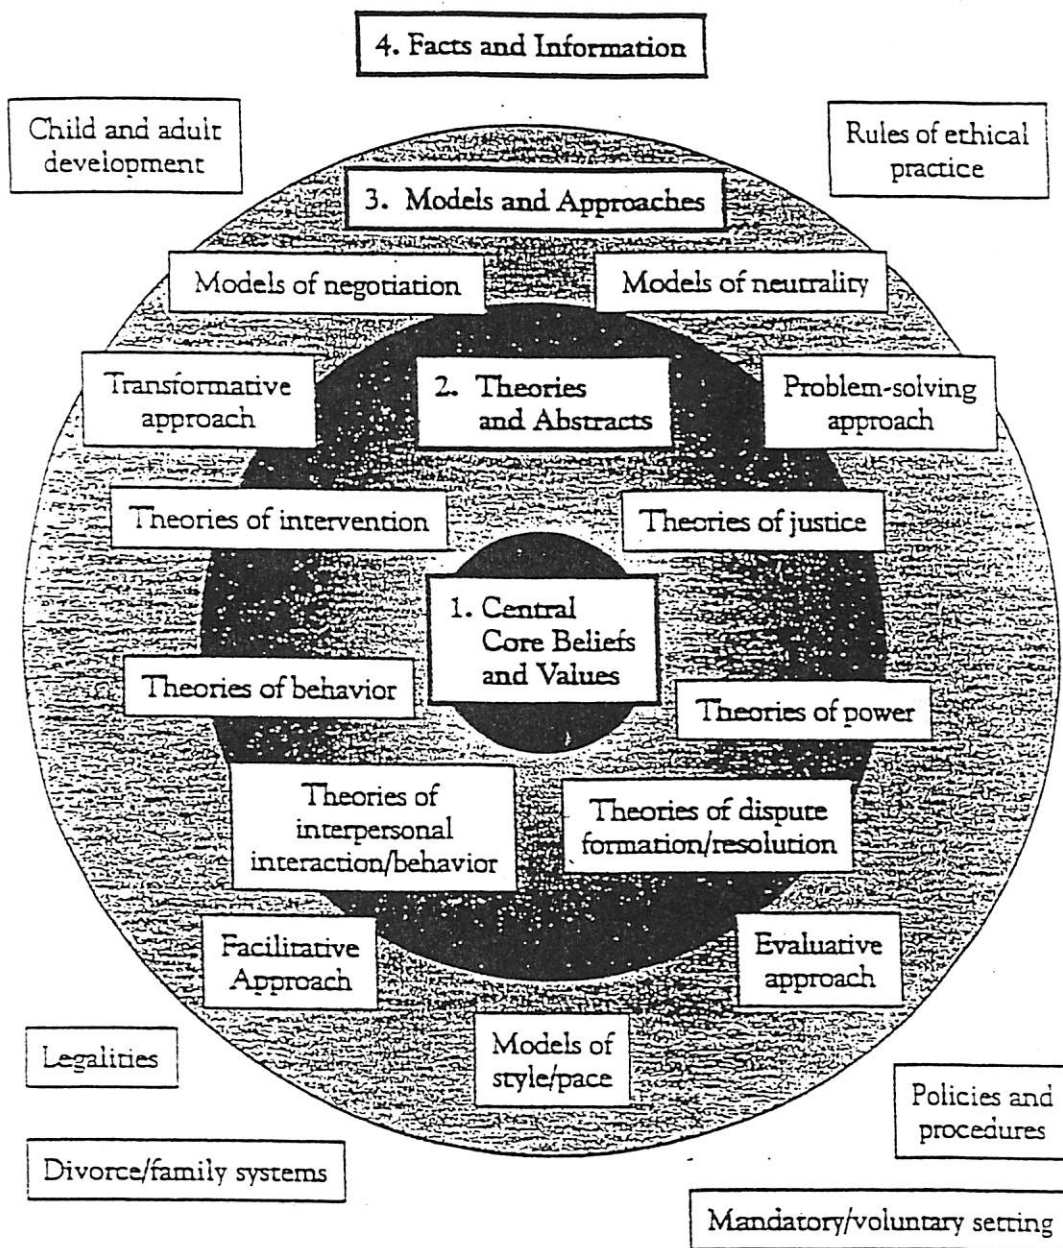 4. Facts and Information
Child and adult
development
Rules of ethical
practice
3. Models and Approaches
Models of negotiation
Models of neutrality
Transformative
approach
2. Theories
and Abstracts
Problem-solving
approach
Theories of intervention
Theories of justice
1. Central
Core Beliefs
and Values
Theories of behavior
Theories of power
Theories of
interpersonal
interaction/behavior
Theories of dispute
formation/resolution
Facilitative
Approach
Evaluative
approach
Legalities
Models of
style/pace
Policies and
procedures
Divorce/family systems
Mandatory/voluntary setting